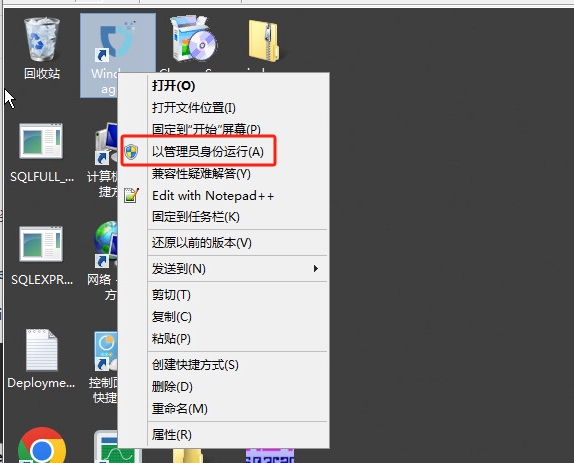 回收站
Wind
ag
打开(O)
打开文件位置(I)
固定到"开始"屏幕(P)
以管理员身份运行(A)
兼容性疑难解答(Y)
Edit with Notepad++
固定到任务栏(K)
还原以前的版本(V)
发送到(N)
剪切(T)
复制(C)
粘贴(P)
创建快捷方式(S)
删除(D)
重命名(M)
属性(R)
SQLFULL_...
计算机
捷方
SQLEXPR...
网络 -
方
Deployme...
控制面
快捷